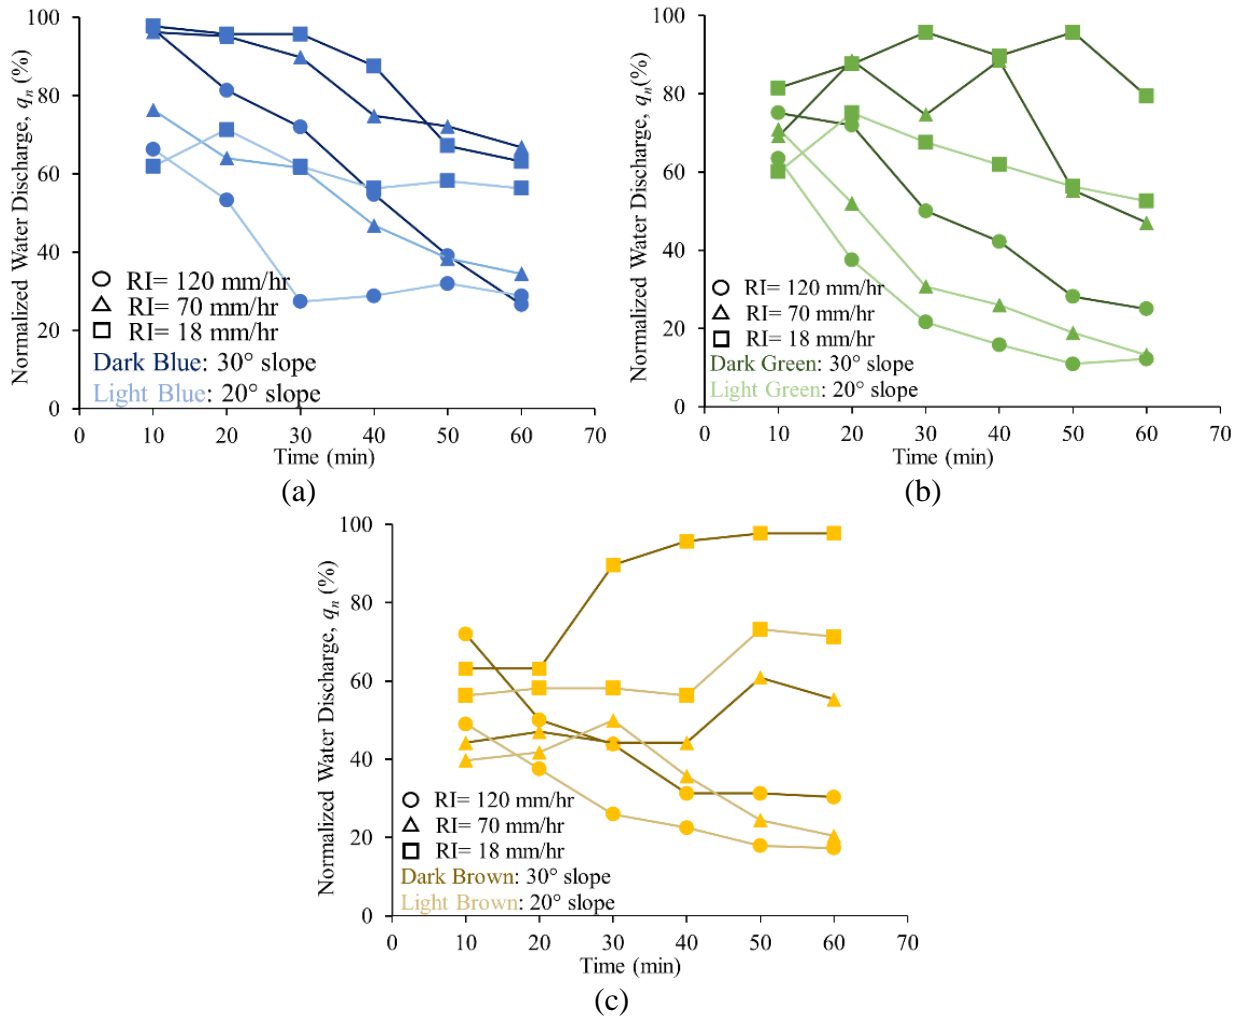 100
80
60
40
20
0
Normalized Water Discharge, qn (%)
RI= 120 mm/hr
RI= 70 mm/hr
RI= 18 mm/hr
Dark Blue: 30° slope
Light Blue: 20° slope
0 10 20 30 40 50 60 70
Time (min)
(a)
100
80
60
40
20
0
Normalized Water Discharge, qn(%)
RI= 120 mm/hr
RI= 70 mm/hr
RI= 18 mm/hr
Dark Green: 30° slope
Light Green: 20° slope
0 10 20 30 40 50 60 70
Time (min)
(b)
100
80
60
40
20
0
Normalized Water Discharge, qn (%)
RI= 120 mm/hr
RI= 70 mm/hr
RI= 18 mm/hr
Dark Brown: 30° slope
Light Brown: 20° slope
0 10 20 30 40 50 60 70
Time (min)
(c)